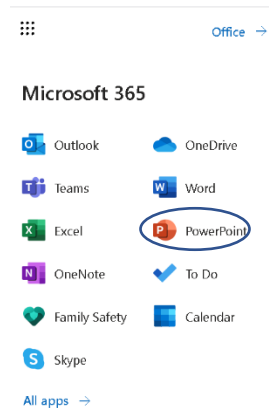 Office →
Microsoft 365
Outlook OneDrive
Teams Word
Excel PowerPoint
OneNote To Do
Family Safety Calendar
Skype
All apps →